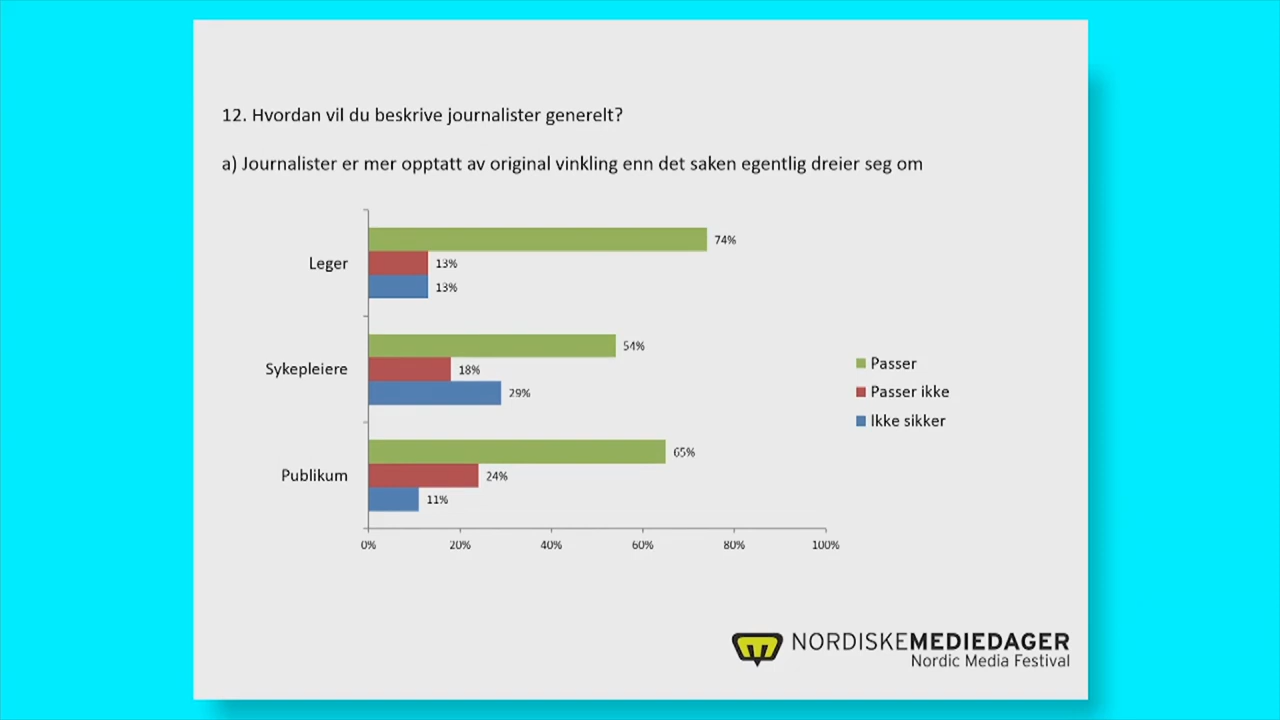 12. Hvordan vil du beskrive journalister generelt?
a) Journalister er mer opptatt av original vinkling enn det saken egentlig dreier seg om
Leger
74%
13%
13%
Sykepleiere
54%
18%
29%
Publikum
65%
24%
11%
0% 20% 40% 60% 80% 100%
Passer
Passer ikke
Ikke sikker
NORDISKEMEDIEDAGER
Nordic Media Festival